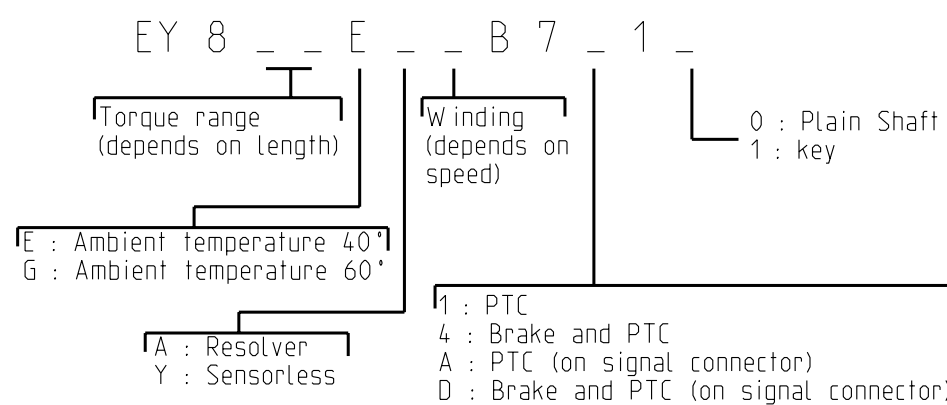 EY 8 _ _ E _ _ B 7 _ 1 _
Torque range
(depends on length)
Winding
(depends on
speed)
0 : Plain Shaft
1 : key
E : Ambient temperature 40°
G : Ambient temperature 60°
A : Resolver
Y : Sensorless
1 : PTC
4 : Brake and PTC
A : PTC (on signal connector)
D : Brake and PTC (on signal connector)